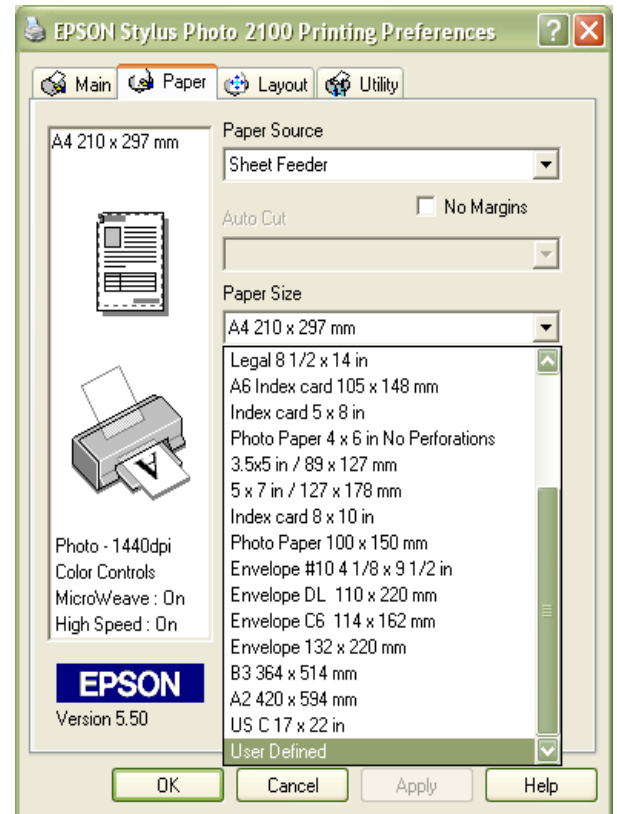 EPSON Stylus Photo 2100 Printing Preferences
Main Paper Layout Utility
A4 210 x 297 mm
Paper Source
Sheet Feeder
No Margins
Auto Cut
Paper Size
A4 210 x 297 mm
Legal 8 1/2 x 14 in
A6 Index card 105 x 148 mm
Index card 5 x 8 in
Photo Paper 4 x 6 in No Perforations
3.5x5 in / 89 x 127 mm
5 x 7 in / 127 x 178 mm
Index card 8 x 10 in
Photo Paper 100 x 150 mm
Envelope #10 4 1/8 x 9 1/2 in
Envelope DL 110 x 220 mm
Envelope C6 114 x 162 mm
Envelope 132 x 220 mm
B3 364 x 514 mm
A2 420 x 594 mm
US C 17 x 22 in
User Defined
A
Photo - 1440dpi
Color Controls
MicroWeave : On
High Speed : On
EPSON
Version 5.50
OK Cancel Apply Help